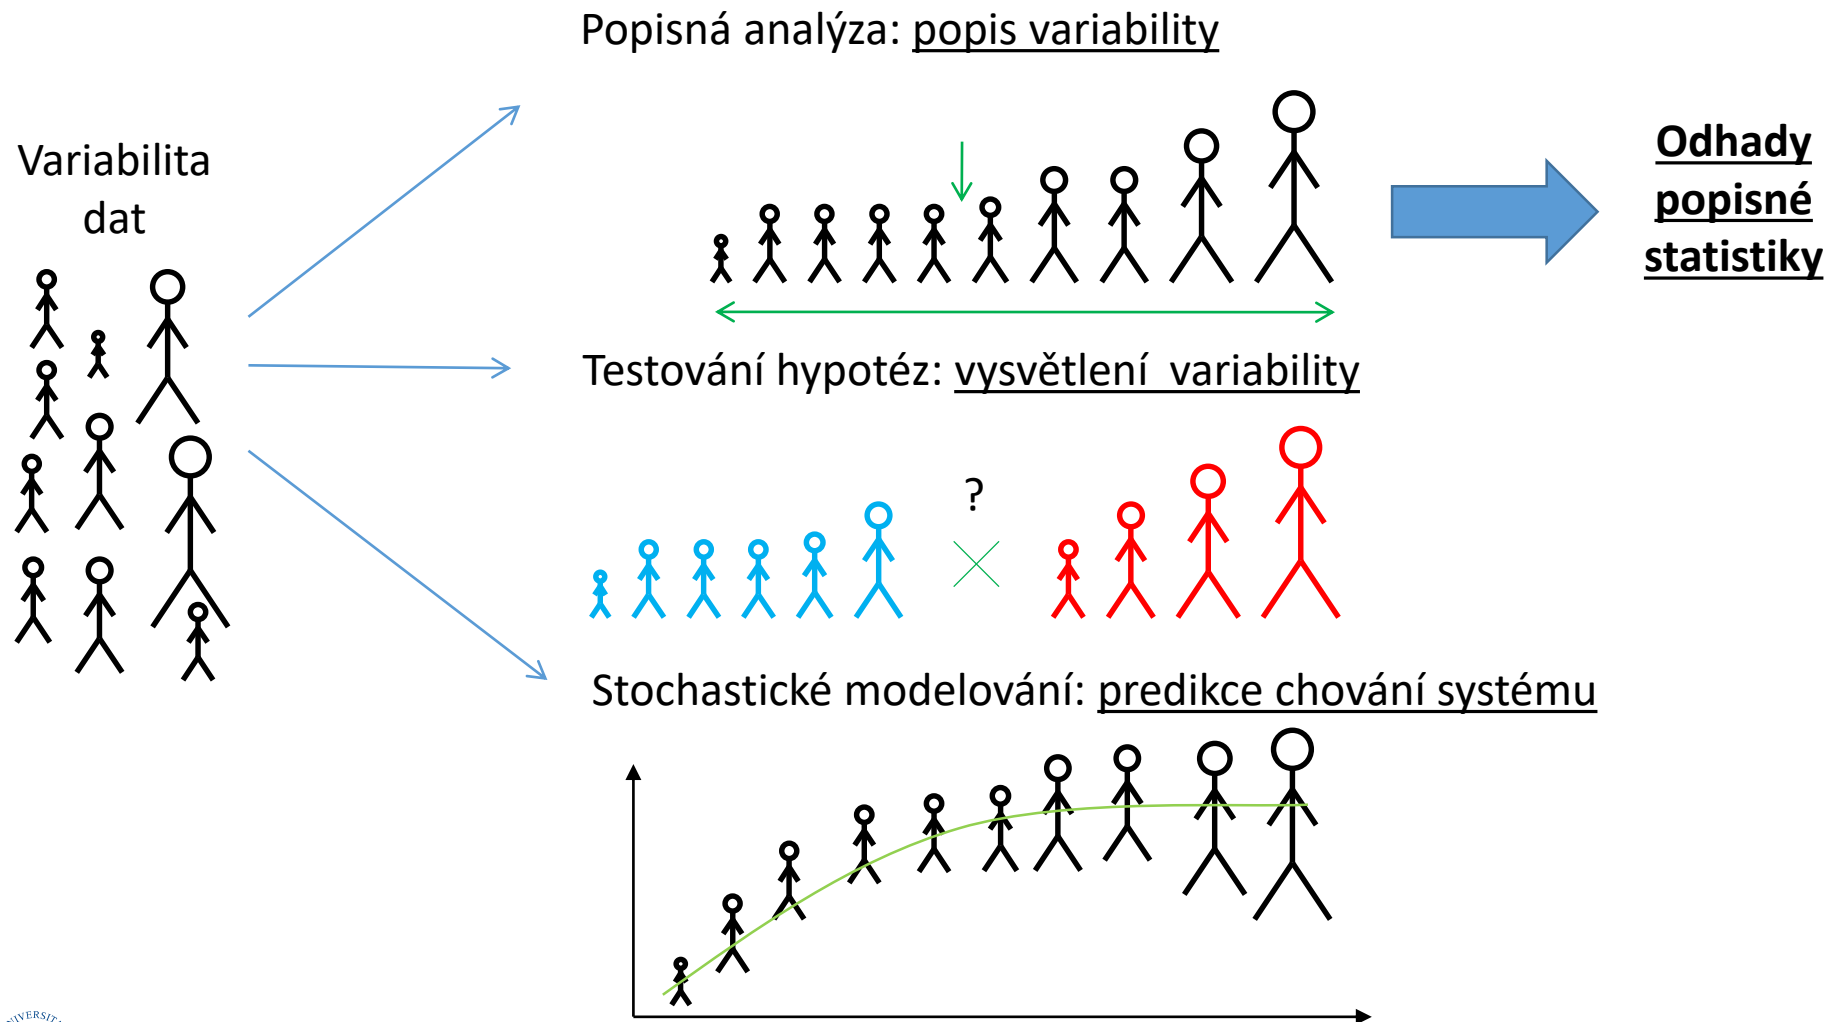 Popisná analýza: popis variability
Variabilita
dat
Odhady
popisné
statistiky
Testování hypotéz: vysvětlení  variability
?
Stochastické modelování: predikce chování systému